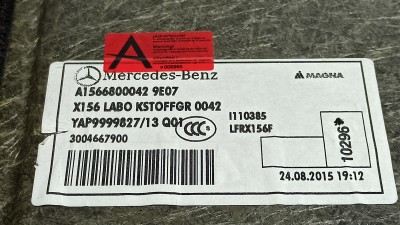 A
Mercedes-Benz
MAGNA
A1566800042 9E07
X156 LABO KSTOFFGR 0042
YAP9999827/13 Q01
I110385
3004667900
LFRX156F
10296
24.08.2015 19:12